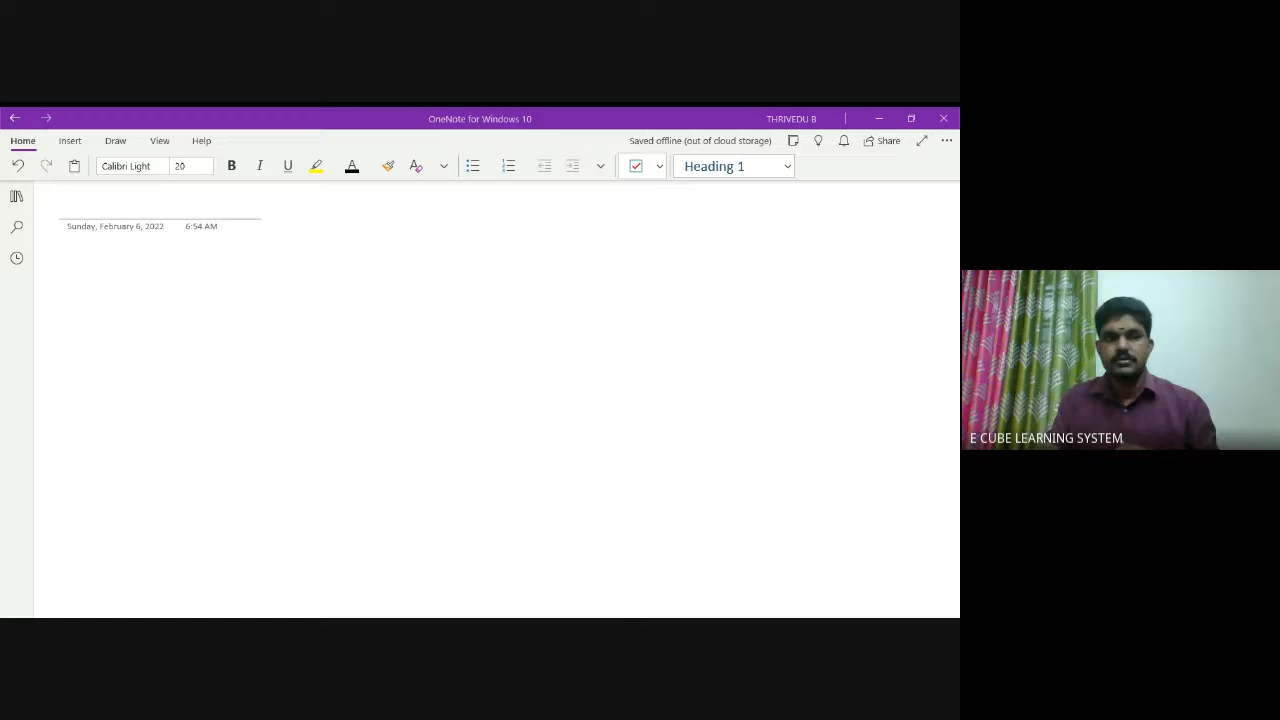 OneNote for Windows 10
THRIVEDU B
Home Insert Draw View Help
Saved offline (out of cloud storage)
Share
Calibri Light 20
B I U A A
Heading 1
Sunday, February 6, 2022 6:54 AM
E CUBE LEARNING SYSTEM